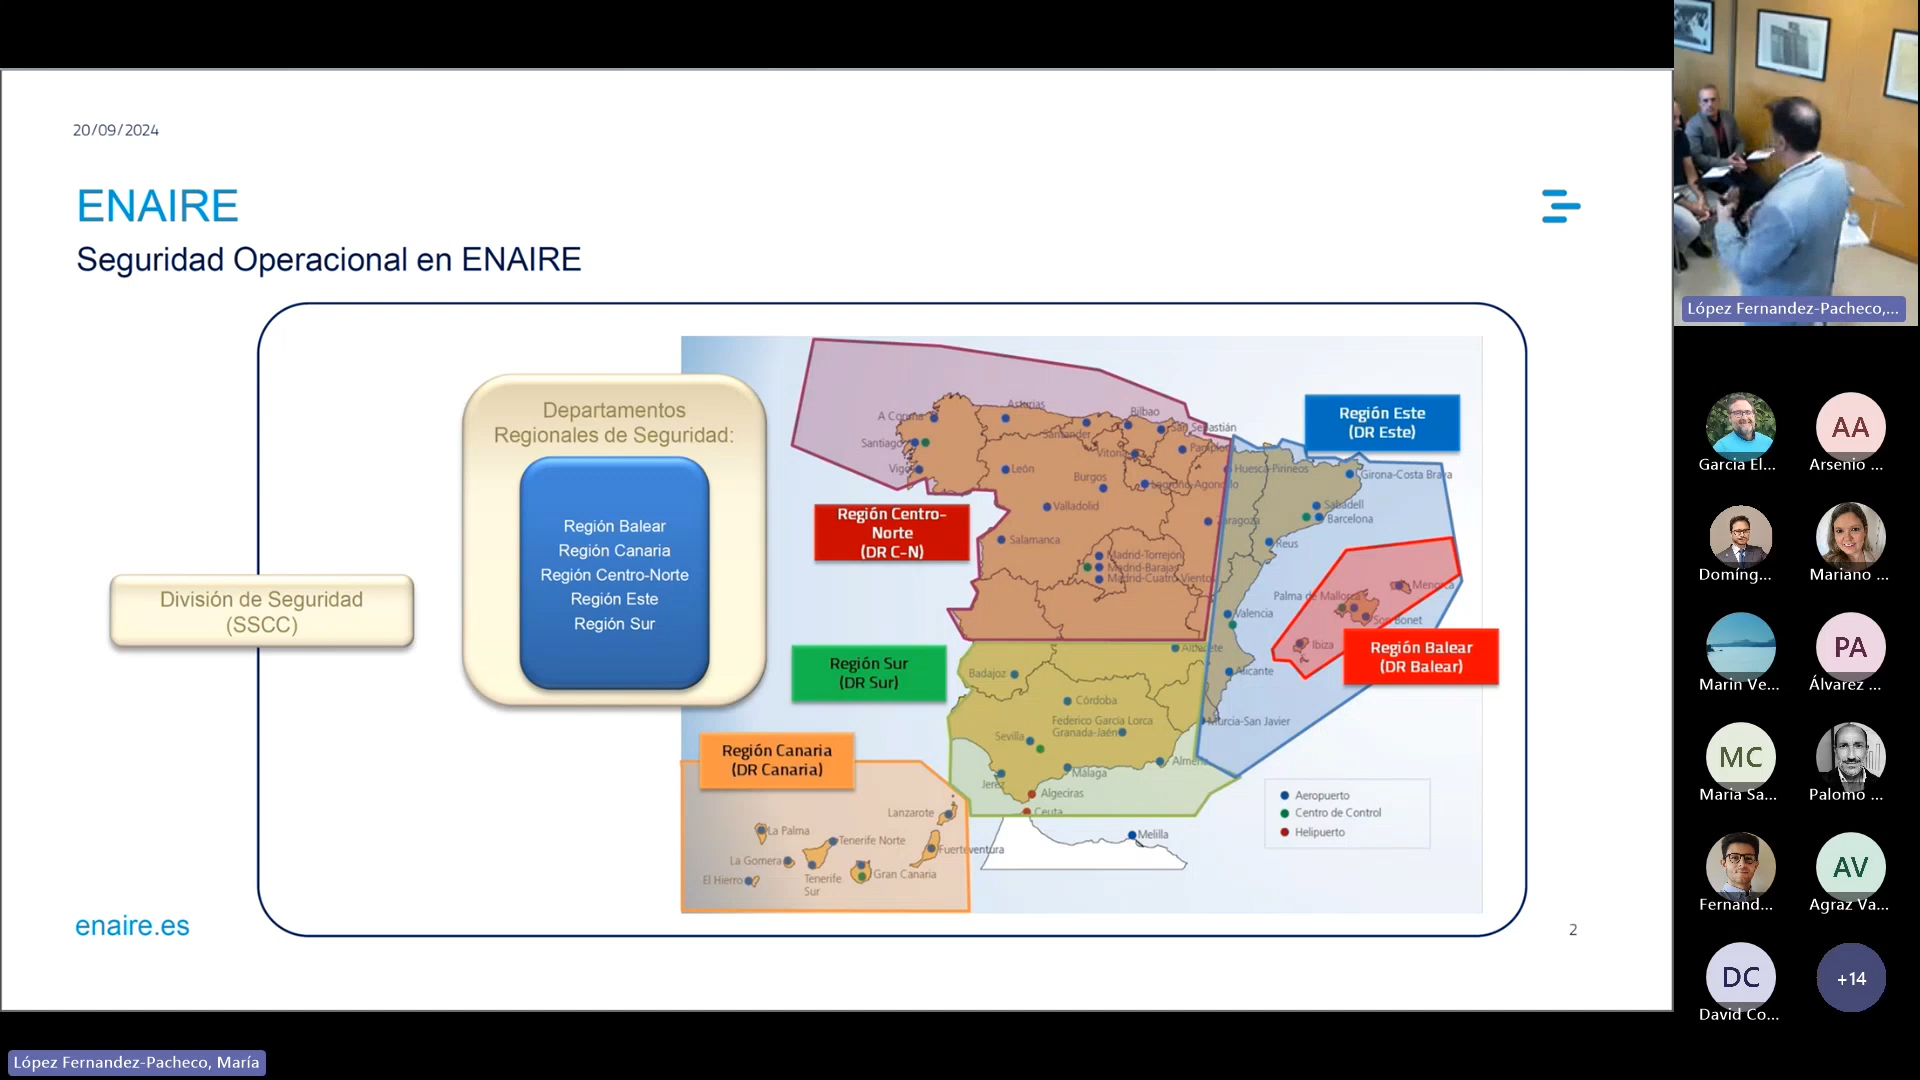 20/09/2024
ENAIRE
Seguridad Operacional en ENAIRE
División de Seguridad
(SSCC)
Departamentos
Regionales de Seguridad:
Región Balear
Región Canaria
Región Centro-Norte
Región Este
Región Sur
Región Este
(DR Este)
Región Centro-
Norte
(DR C-N)
Región Sur
(DR Sur)
Región Balear
(DR Balear)
Región Canaria
(DR Canaria)
A Coruña
Asturias
Santander
Bilbao
San Sebastián
Santiago
Vitoria
Vigo
León
Burgos
Logroño-Agoncillo
Huesca-Pirineos
Girona-Costa Brava
Valladolid
Zaragoza
Sabadell
Barcelona
Salamanca
Reus
Madrid-Torrejón
Madrid-Barajas
Madrid-Cuatro Vientos
Menorca
Palma de Mallorca
Son Bonet
Valencia
Ibiza
Albacete
Badajoz
Alicante
Córdoba
Federico García Lorca
Granada-Jaén
Murcia-San Javier
Sevilla
Almería
Málaga
Jerez
Algeciras
Ceuta
Melilla
Lanzarote
La Palma
Tenerife Norte
Fuerteventura
La Gomera
El Hierro
Tenerife
Sur
Gran Canaria
Aeropuerto
Centro de Control
Helipuerto
enaire.es
2
López Fernandez-Pacheco, María
López Fernandez-Pacheco,...
Garcia El...
AA
Arsenio ...
Domíng...
Mariano ...
Marin Ve...
PA
Álvarez ...
MC
Maria Sa...
Palomo ...
Fernand...
AV
Agraz Va...
DC
David Co...
+14